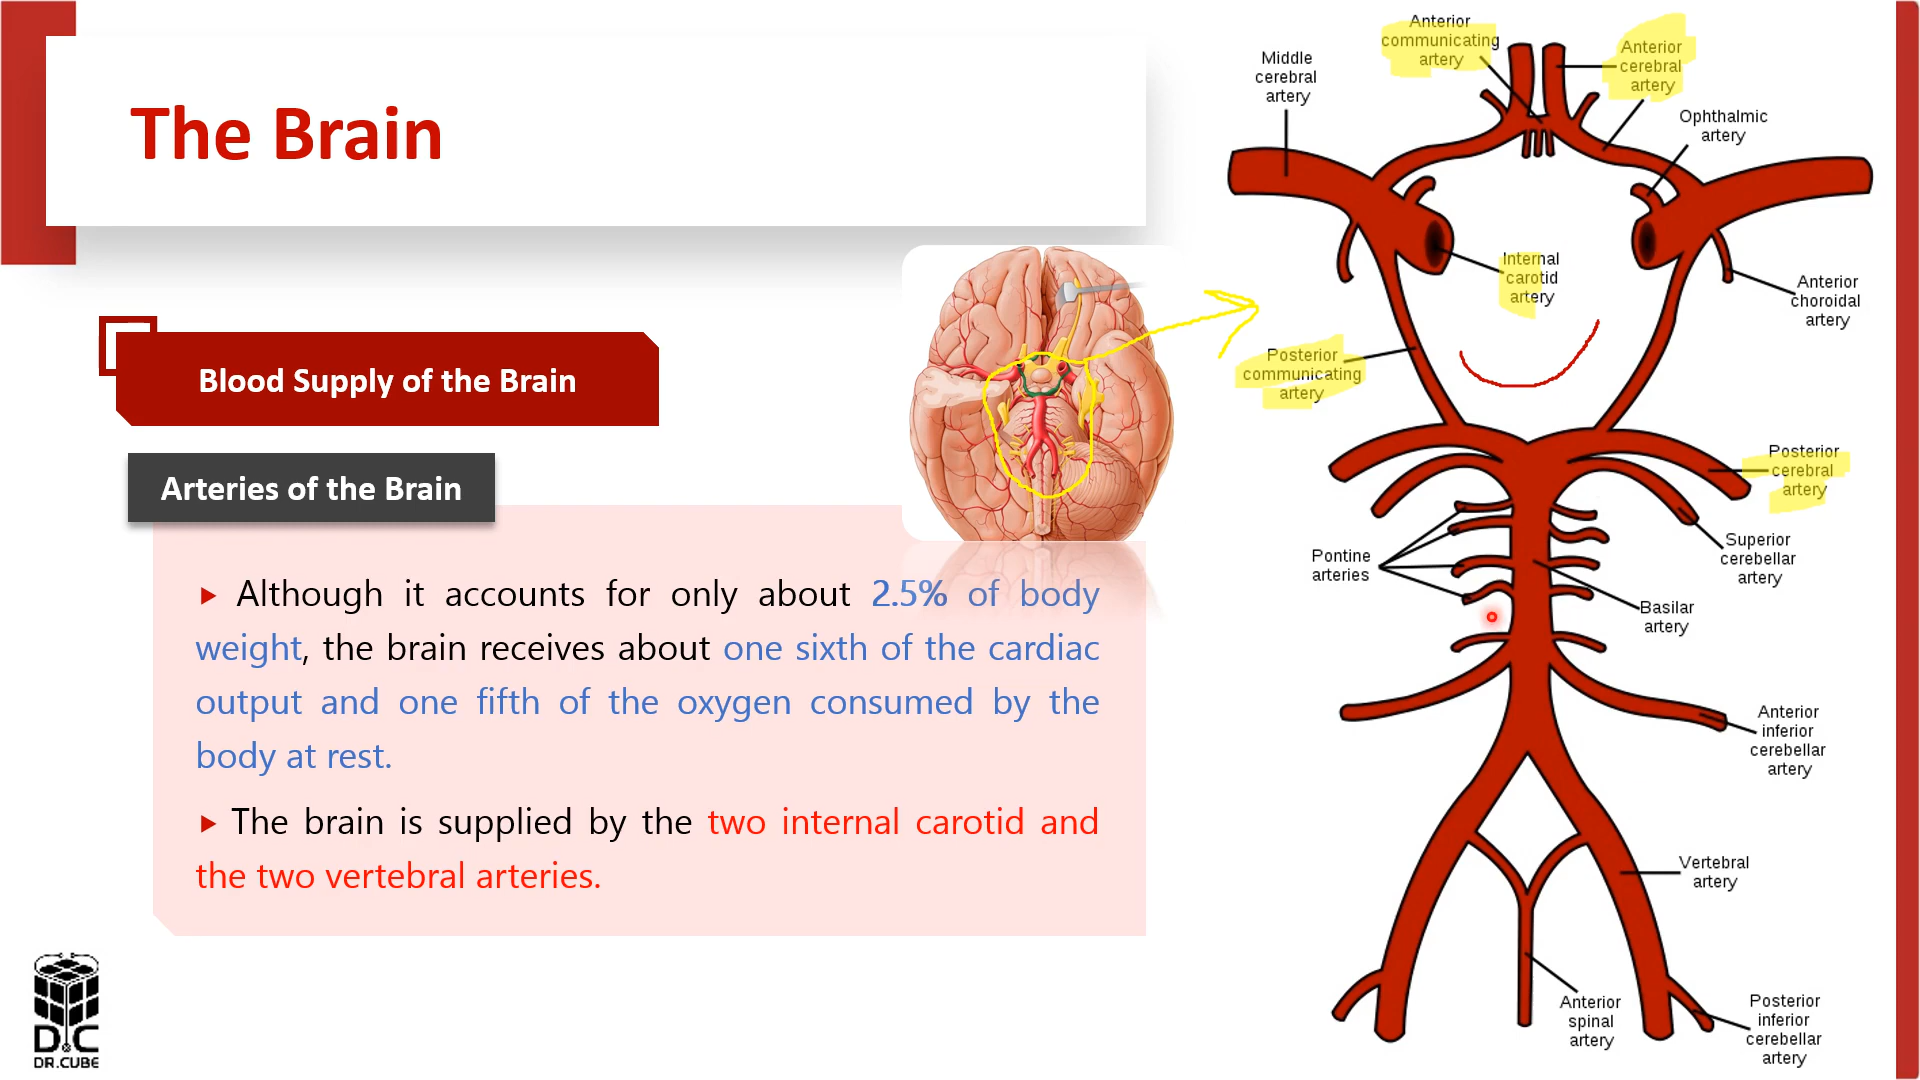 The Brain
Blood Supply of the Brain
Arteries of the Brain
Although it accounts for only about 2.5% of body
weight, the brain receives about one sixth of the cardiac
output and one fifth of the oxygen consumed by the
body at rest.
The brain is supplied by the two internal carotid and
the two vertebral arteries.
D C
DR.CUBE
Anterior
communicating
artery
Middle
cerebral
artery
Anterior
cerebral
artery
Ophthalmic
artery
Internal
carotid
artery
Anterior
choroidal
artery
Posterior
communicating
artery
Posterior
cerebral
artery
Superior
cerebellar
artery
Pontine
arteries
Basilar
artery
Anterior
inferior
cerebellar
artery
Vertebral
artery
Anterior
spinal
artery
Posterior
inferior
cerebellar
artery